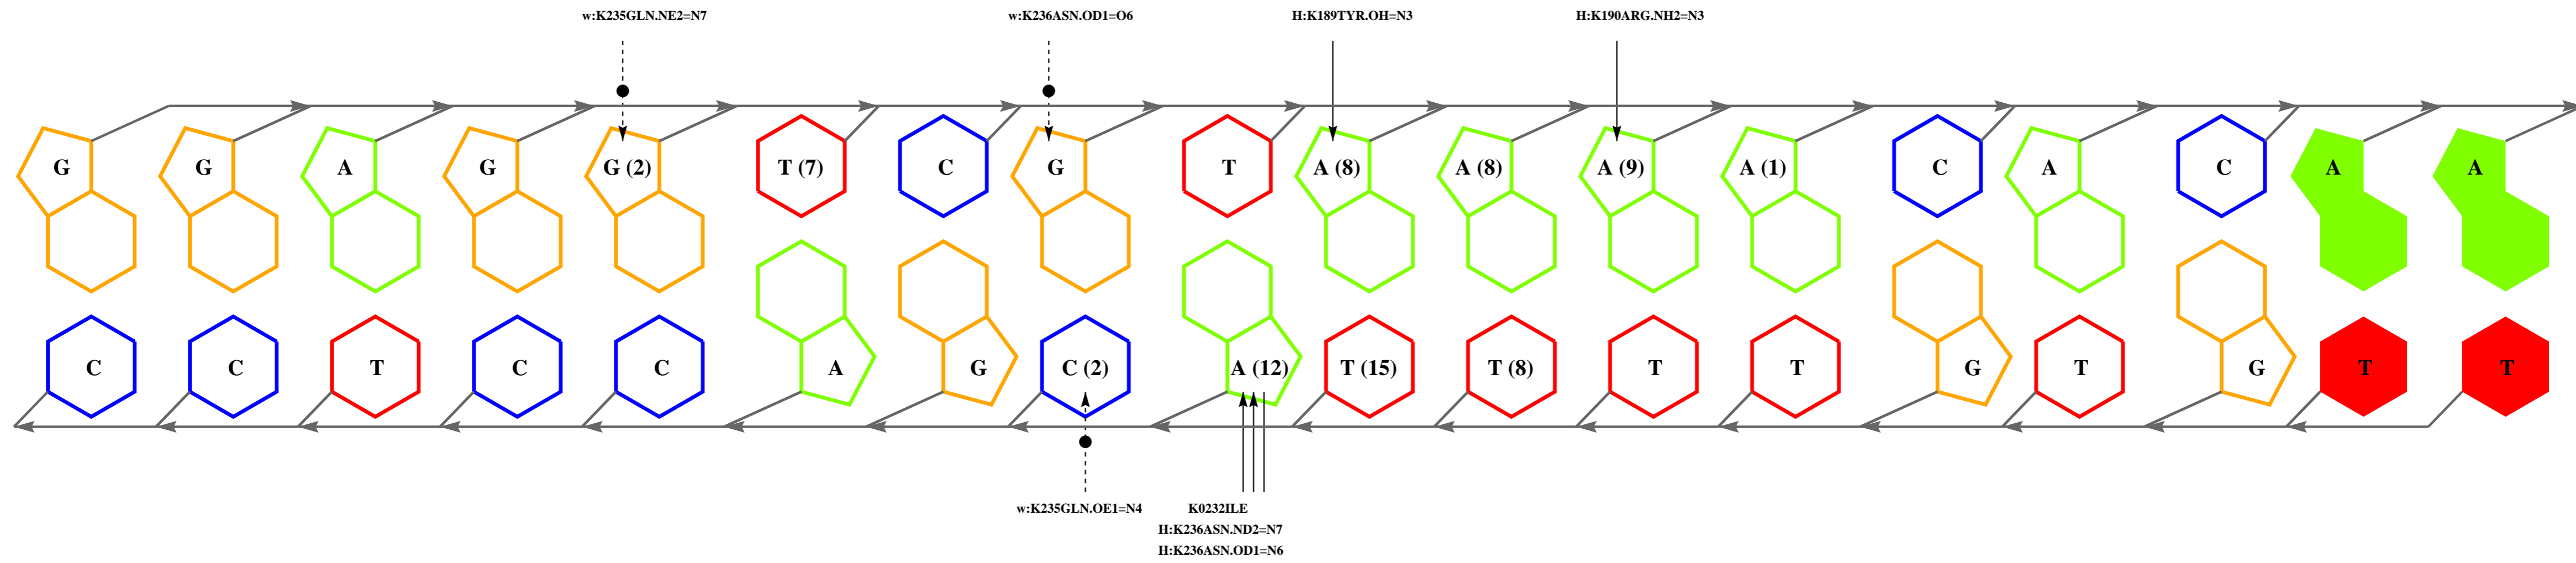 w:K235GLN.NE2=N7 w:K236ASN.OD1=O6 H:K189TYR.OH=N3 H:K190ARG.NH2=N3
G G A G G (2) T (7) C G T A (8) A (8) A (9) A (1) C A C A A
C C T C C A G C (2) A (12) T (15) T (8) T T G T G T T
w:K235GLN.OE1=N4 K0232ILE
H:K236ASN.ND2=N7
H:K236ASN.OD1=N6